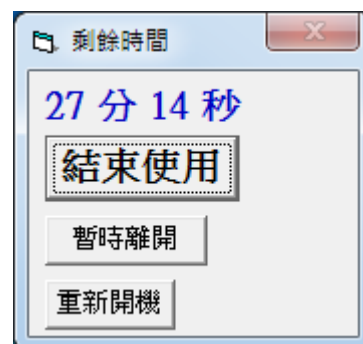 剩餘時間
27 分 14 秒
結束使用
暫時離開
重新開機